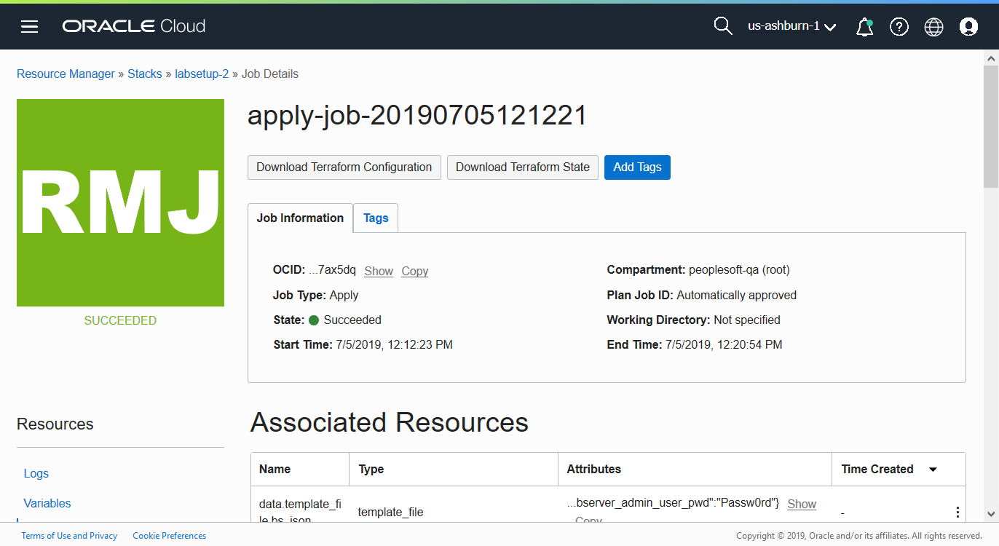 ORACLE Cloud
us-ashburn-1
Resource Manager » Stacks » labsetup-2 » Job Details
RMJ
SUCCEEDED
apply-job-20190705121221
Download Terraform Configuration
Download Terraform State
Add Tags
Job Information
Tags
OCID: ...7ax5dq Show Copy
Compartment: peoplesoft-qa (root)
Job Type: Apply
Plan Job ID: Automatically approved
State: Succeeded
Working Directory: Not specified
Start Time: 7/5/2019, 12:12:23 PM
End Time: 7/5/2019, 12:20:54 PM
Resources
Logs
Variables
Associated Resources
Name Type Attributes Time Created
data.template_fi
le.bs_json
template_file
...bserver_admin_user_pwd":"Passw0rd"} Show
Copy
-
Terms of Use and Privacy
Cookie Preferences
Copyright © 2019, Oracle and/or its affiliates. All rights reserved.